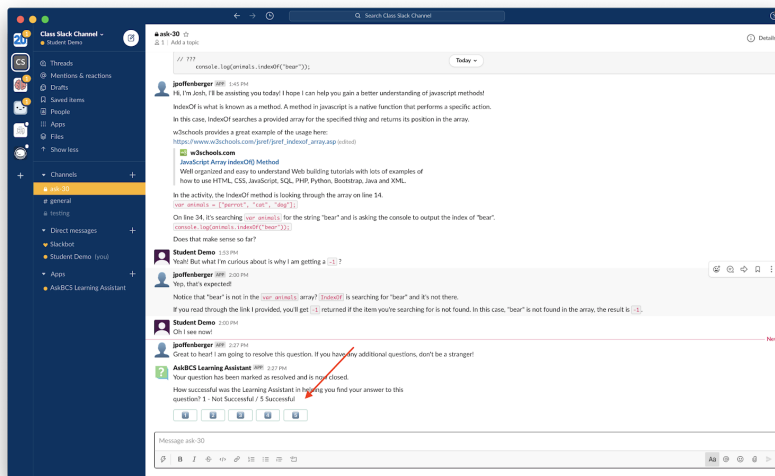 Search Class Slack Channel
Class Slack Channel
Student Demo
CS
Threads
Mentions & reactions
Drafts
Saved items
People
Apps
Files
Show less
Channels
ask-30
# general
testing
Direct messages
Slackbot
Student Demo (you)
Apps
AskBCS Learning Assistant
ask-30
1 | Add a topic
Details
// ???
console.log(animals.indexOf("bear"));
Today
jpoffenberger APP 1:45 PM
Hi, I'm Josh, I'll be assisting you today! I hope I can help you gain a better understanding of javascript methods!
IndexOf is what is known as a method. A method in javascript is a native function that performs a specific action.
In this case, IndexOf searches a provided array for the specified thing and returns its position in the array.
w3schools provides a great example of the usage here:
https://www.w3schools.com/jsref/jsref_indexof_array.asp (edited)
w3schools.com
JavaScript Array indexOf() Method
Well organized and easy to understand Web building tutorials with lots of examples of
how to use HTML, CSS, JavaScript, SQL, PHP, Python, Bootstrap, Java and XML.
In the activity, the IndexOf method is looking through the array on line 14.
var animals = ["parrot", "cat", "dog"];
On line 34, it's searching var animals for the string "bear" and is asking the console to output the index of "bear".
console.log(animals.indexOf("bear"));
Does that make sense so far?
Student Demo 1:53 PM
Yeah! But what I'm curious about is why I am getting a -1 ?
jpoffenberger APP 2:00 PM
Yep, that's expected!
Notice that "bear" is not in the var animals array? IndexOf is searching for "bear" and it's not there.
If you read through the link I provided, you'll get -1 returned if the item you're searching for is not found. In this case, "bear" is not found in the array, the result is -1.
Student Demo 2:00 PM
Oh I see now!
New
jpoffenberger APP 2:27 PM
Great to hear! I am going to resolve this question. If you have any additional questions, don't be a stranger!
AskBCS Learning Assistant APP 2:27 PM
Your question has been marked as resolved and is now closed.
How successful was the Learning Assistant in helping you find your answer to this
question? 1 - Not Successful / 5 Successful
1 2 3 4 5
Message ask-30
B I S </> Aa @